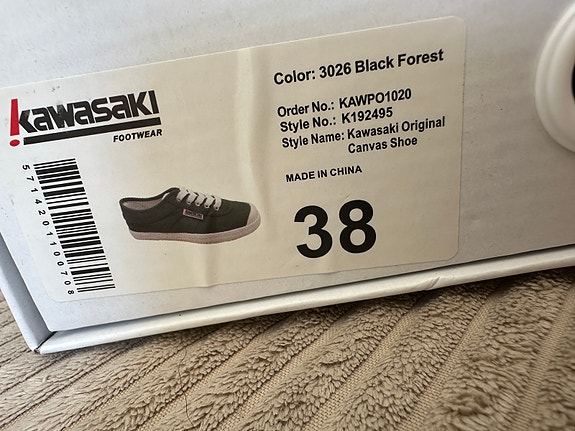 Kawasaki
FOOTWEAR
Color: 3026 Black Forest
Order No.: KAWPO1020
Style No.: K192495
Style Name: Kawasaki Original
Canvas Shoe
MADE IN CHINA
38
5714201100708